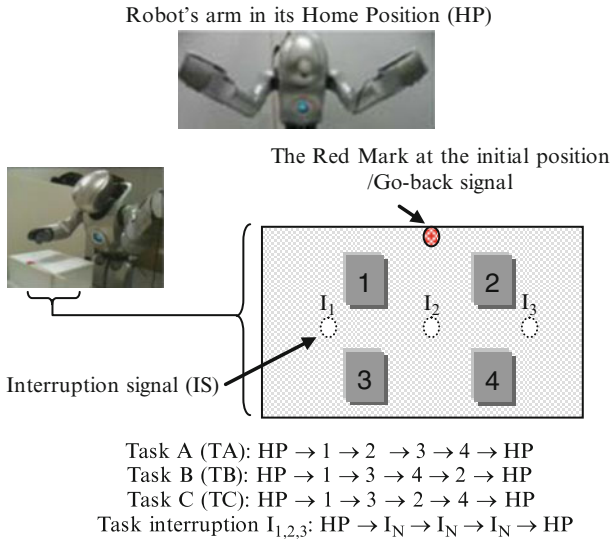 Robot's arm in its Home Position (HP)
The Red Mark at the initial position
/Go-back signal
1
2
I1
I2
I3
Interruption signal (IS)
3
4
Task A (TA): HP → 1 → 2 → 3 → 4 → HP
Task B (TB): HP → 1 → 3 → 4 → 2 → HP
Task C (TC): HP → 1 → 3 → 2 → 4 → HP
Task interruption I1,2,3: HP → IN → IN → IN → HP